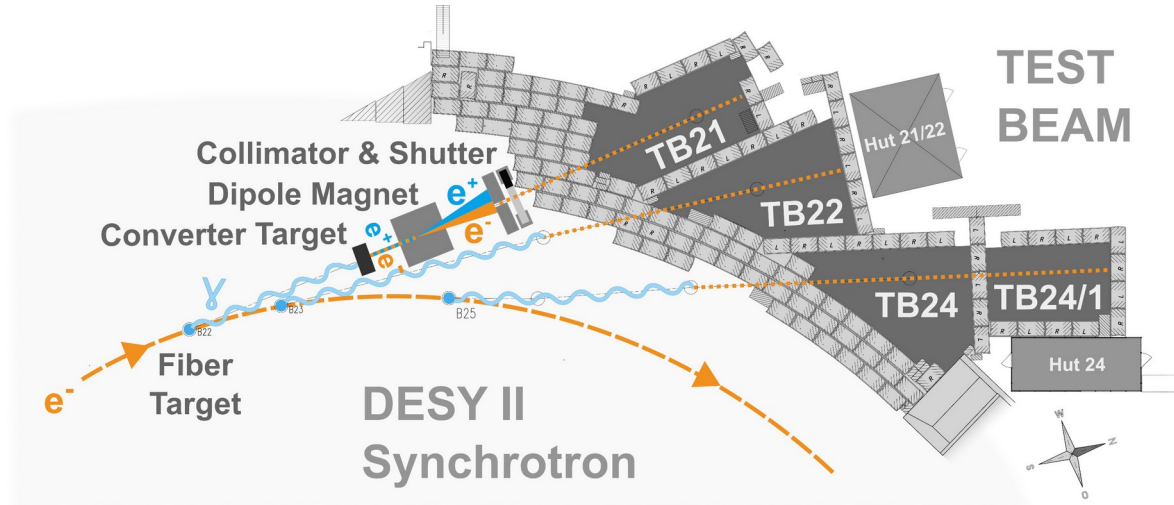 TEST
BEAM
Hut 21/22
TB21
TB22
TB24
TB24/1
Hut 24
Collimator & Shutter
Dipole Magnet
Converter Target
e+
e-
e+
e-
γ
B22
B23
B25
e-
Fiber
Target
DESY II
Synchrotron
W
N
S
O